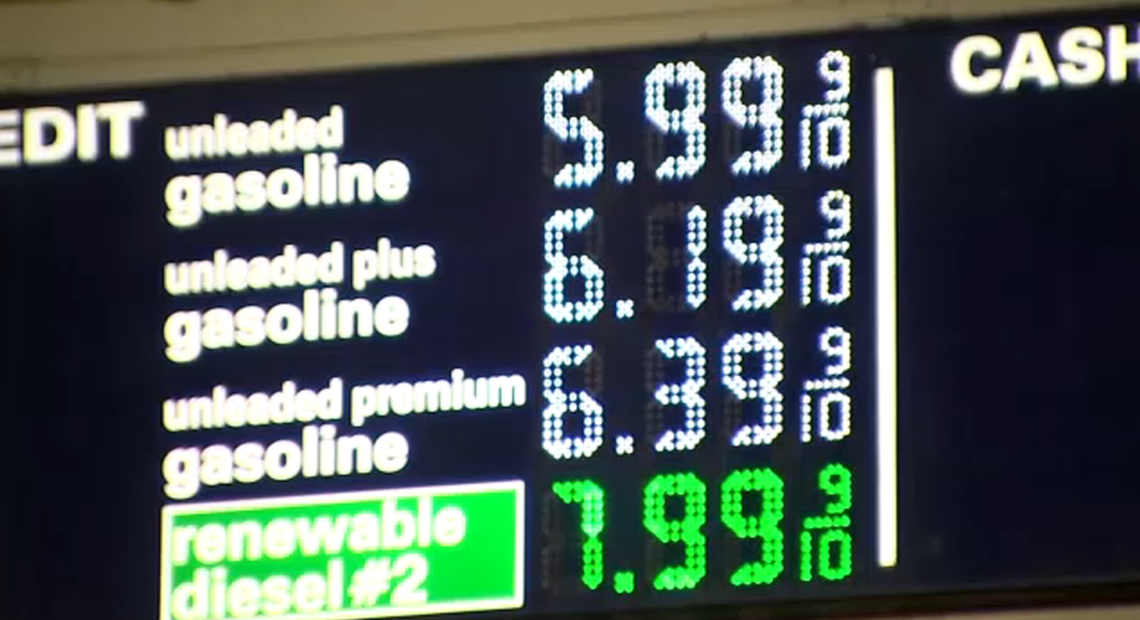 EDIT
CASH
unleaded
gasoline
5.99 9/10
unleaded plus
gasoline
6.19 9/10
unleaded premium
gasoline
6.39 9/10
renewable
diesel #2
7.99 9/10